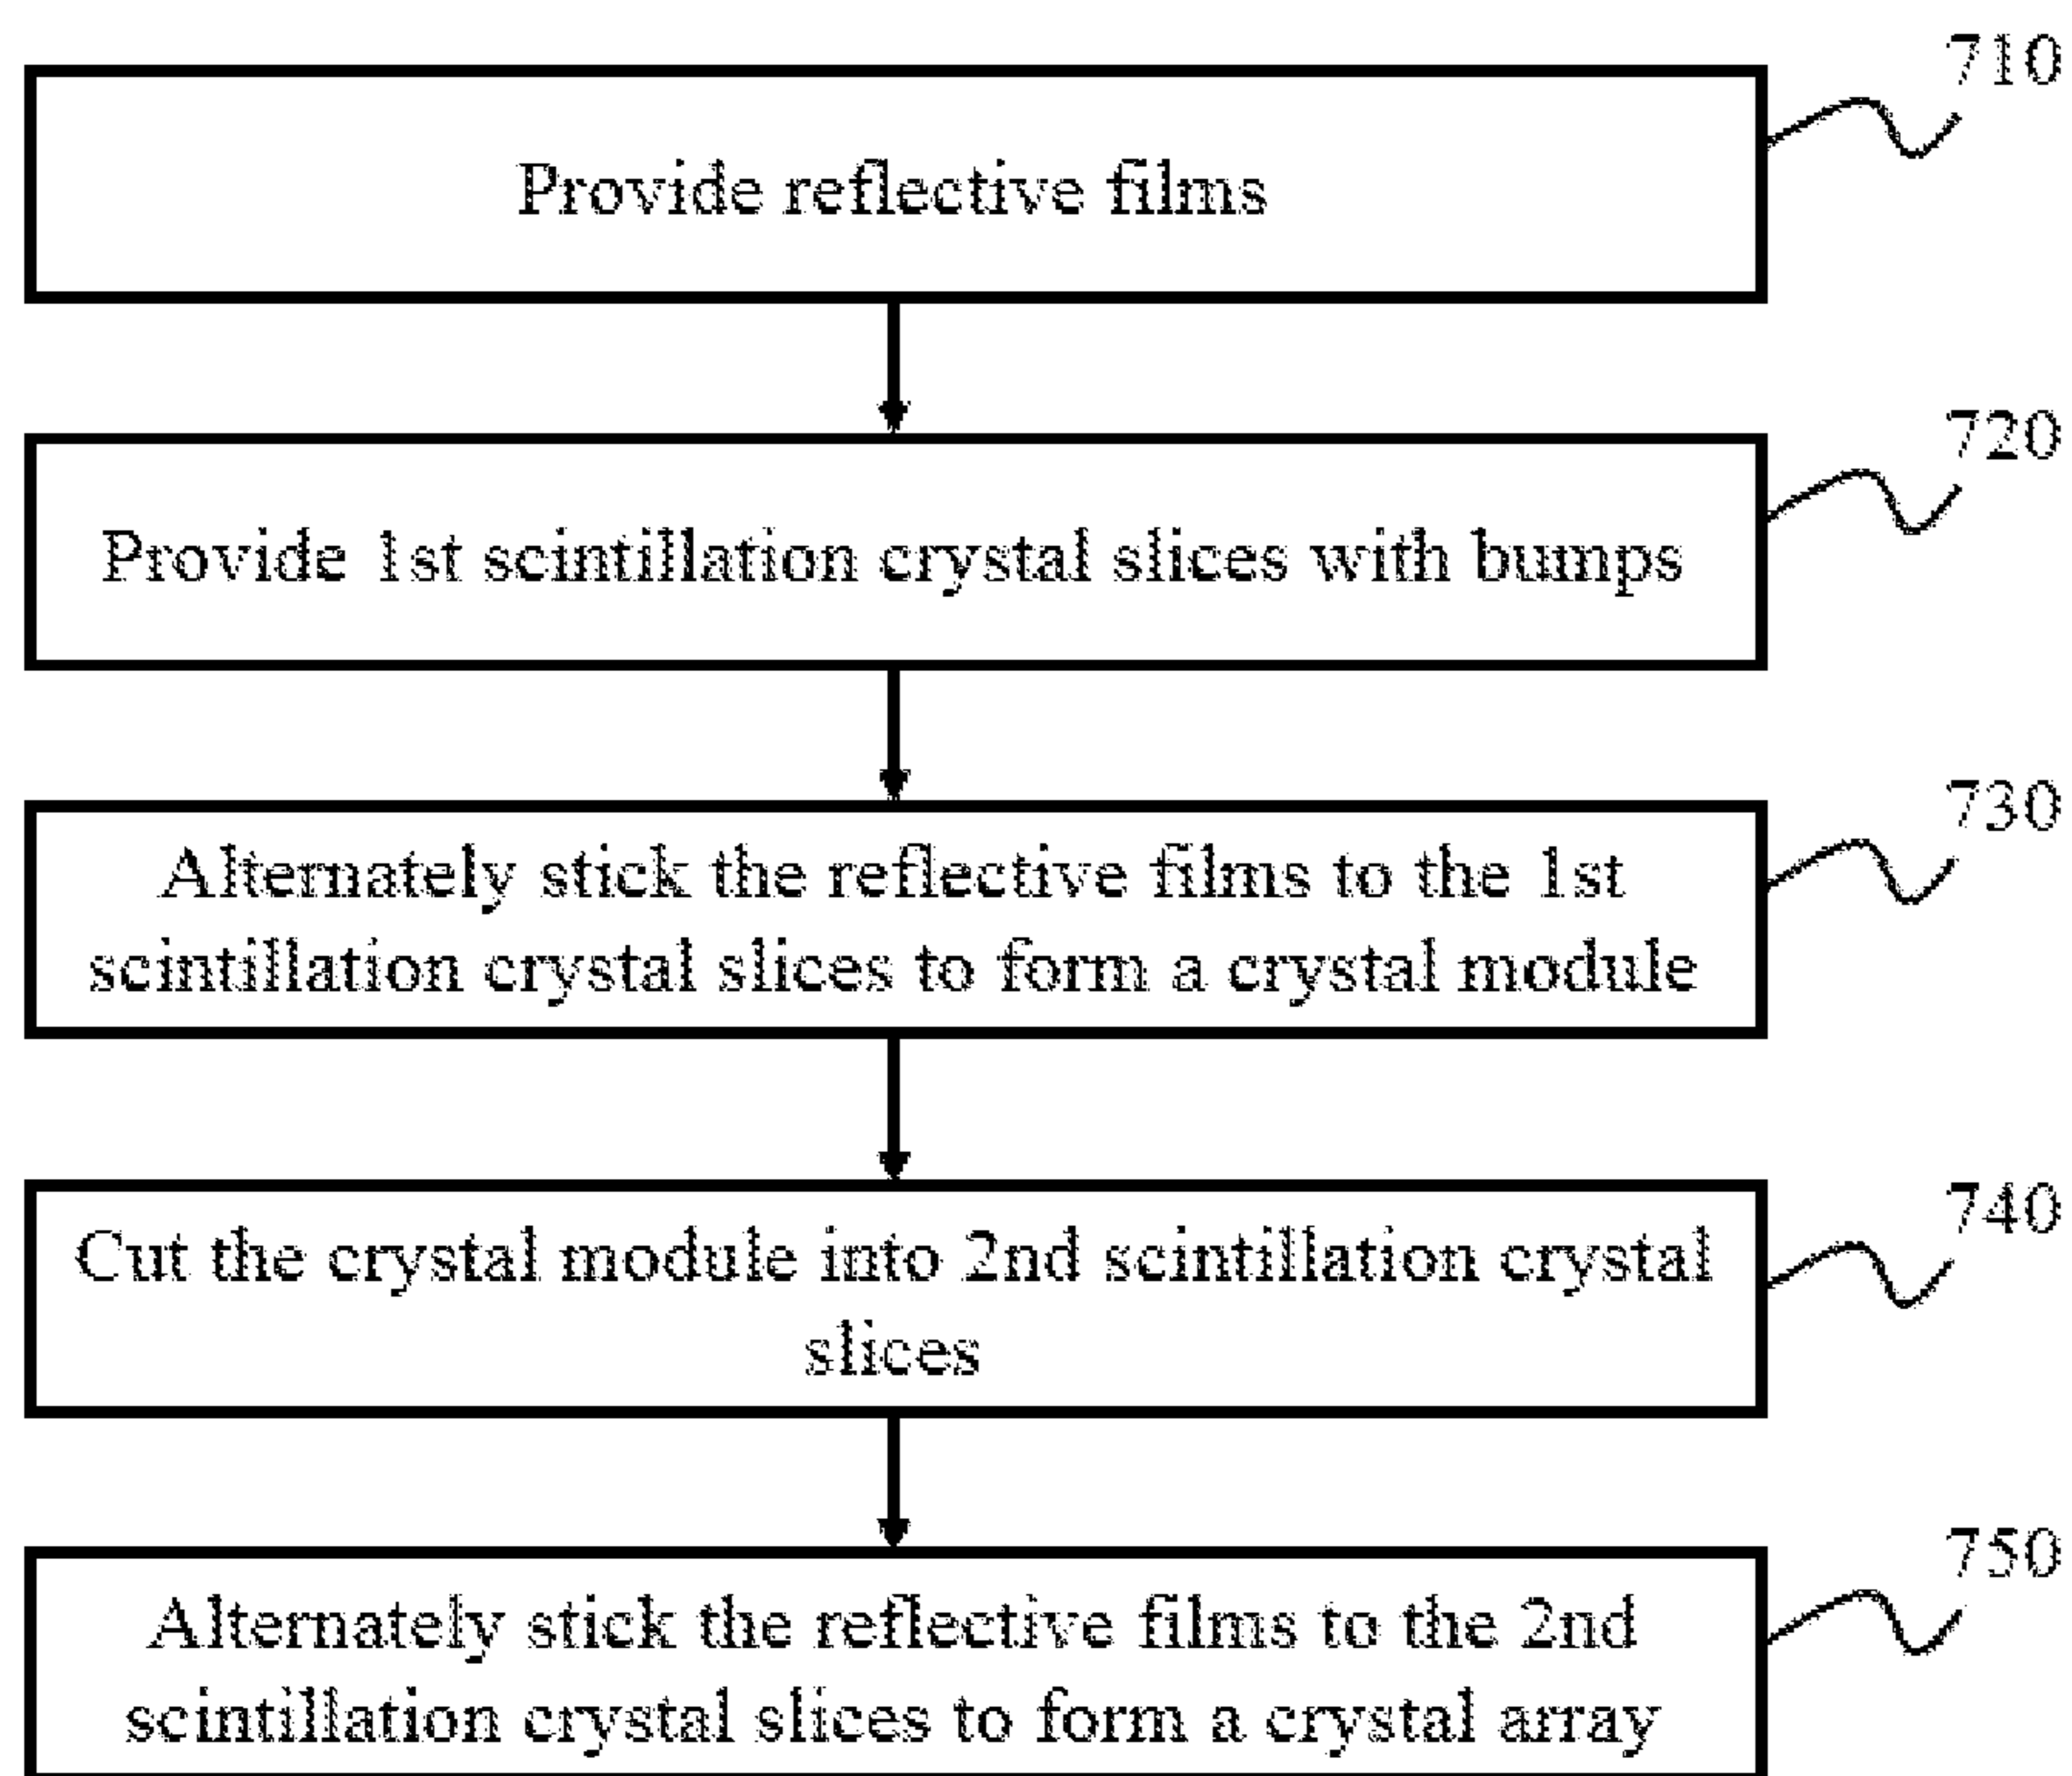 710
Provide reflective films
720
Provide 1st scintillation crystal slices with bumps
730
Alternately stick the reflective films to the 1st
scintillation crystal slices to form a crystal module
740
Cut the crystal module into 2nd scintillation crystal
slices
750
Alternately stick the reflective films to the 2nd
scintillation crystal slices to form a crystal array